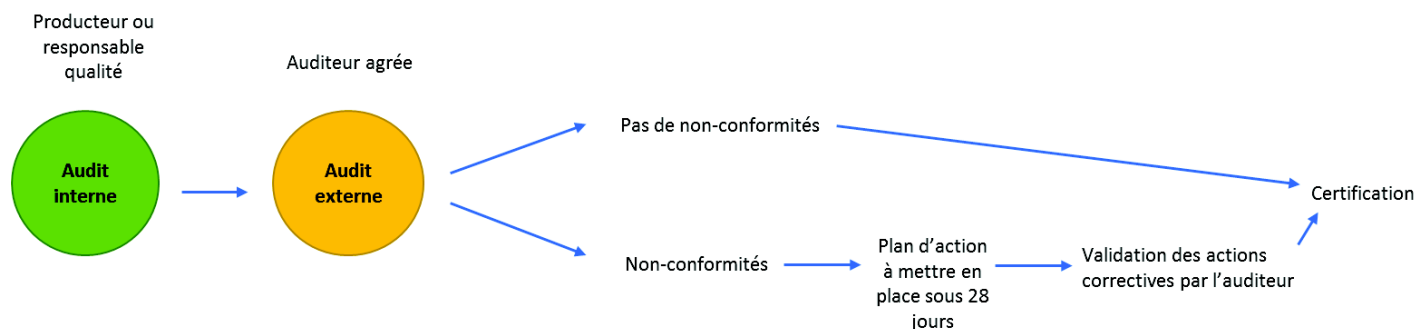 Producteur ou
responsable
qualité
Audit
interne
Auditeur agrée
Audit
externe
Pas de non-conformités
Non-conformités
Plan d’action
à mettre en
place sous 28
jours
Validation des actions
correctives par l’auditeur
Certification